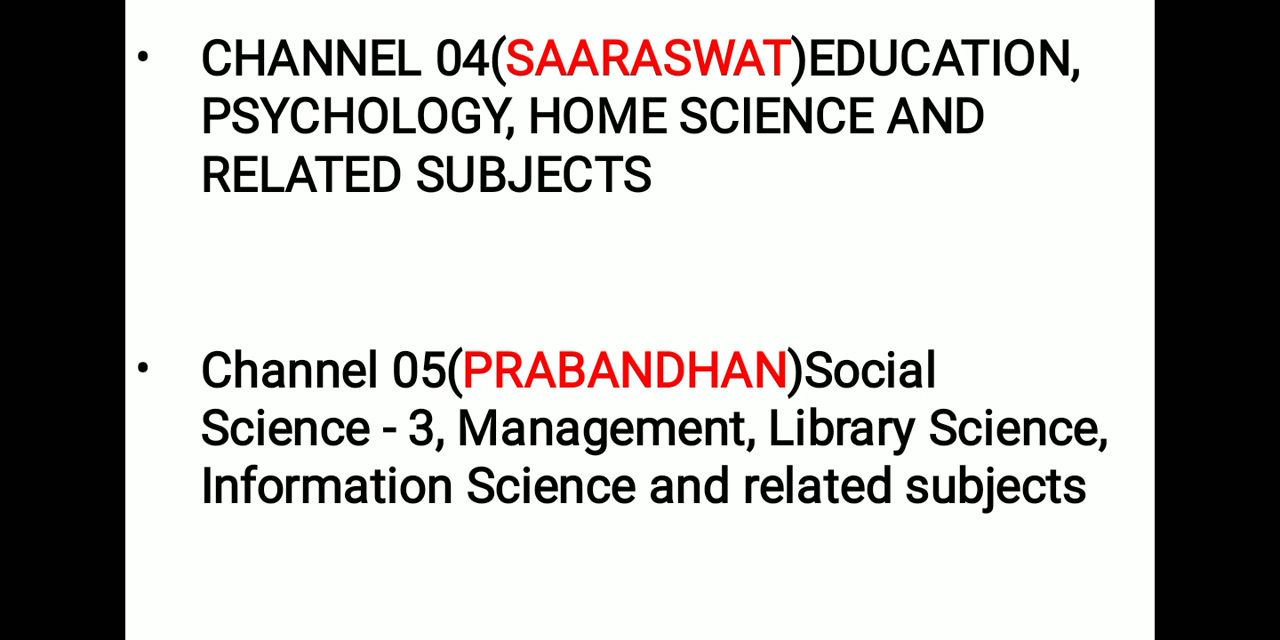 • CHANNEL 04(SAARASWAT)EDUCATION,
PSYCHOLOGY, HOME SCIENCE AND
RELATED SUBJECTS
• Channel 05(PRABANDHAN)Social
Science - 3, Management, Library Science,
Information Science and related subjects